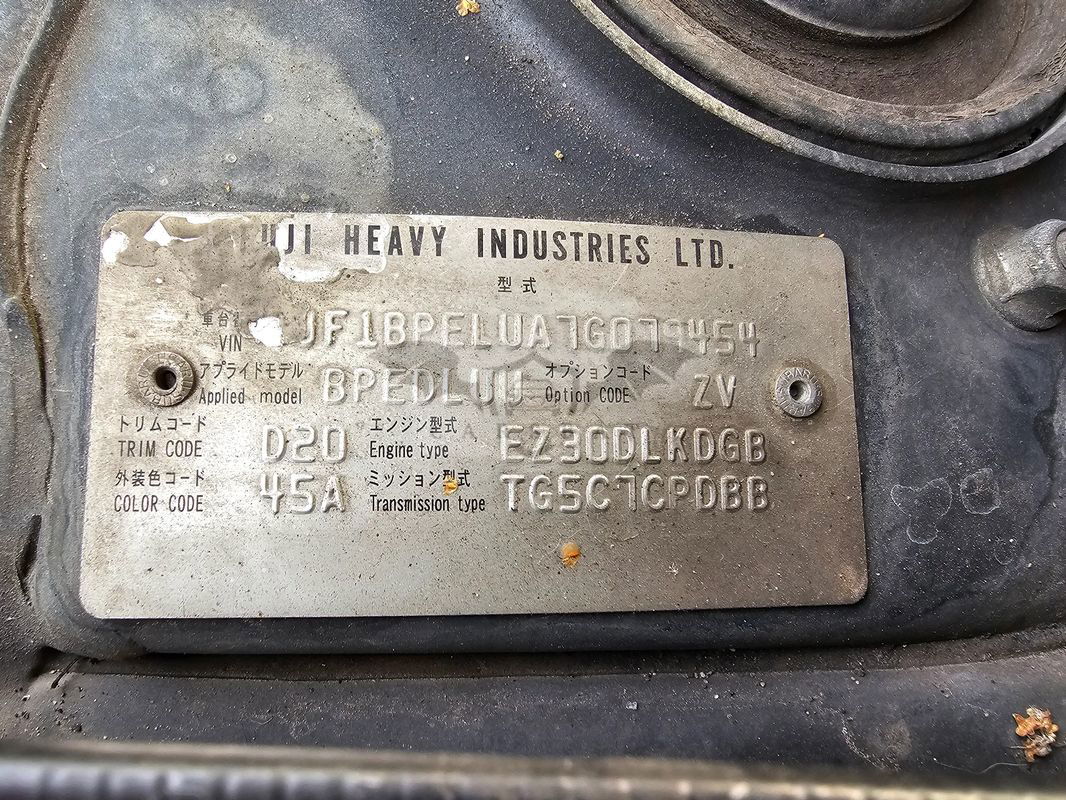 UJI HEAVY INDUSTRIES LTD.
型式
車台
VIN JF1BPELUA7G079454
アプライドモデル オプションコード
Applied model BPEDLUU Option CODE ZV
トリムコード エンジン型式
TRIM CODE D20 Engine type EZ30DLKDGB
外装色コード ミッション型式
COLOR CODE 45A Transmission type TG5C7CPDBB